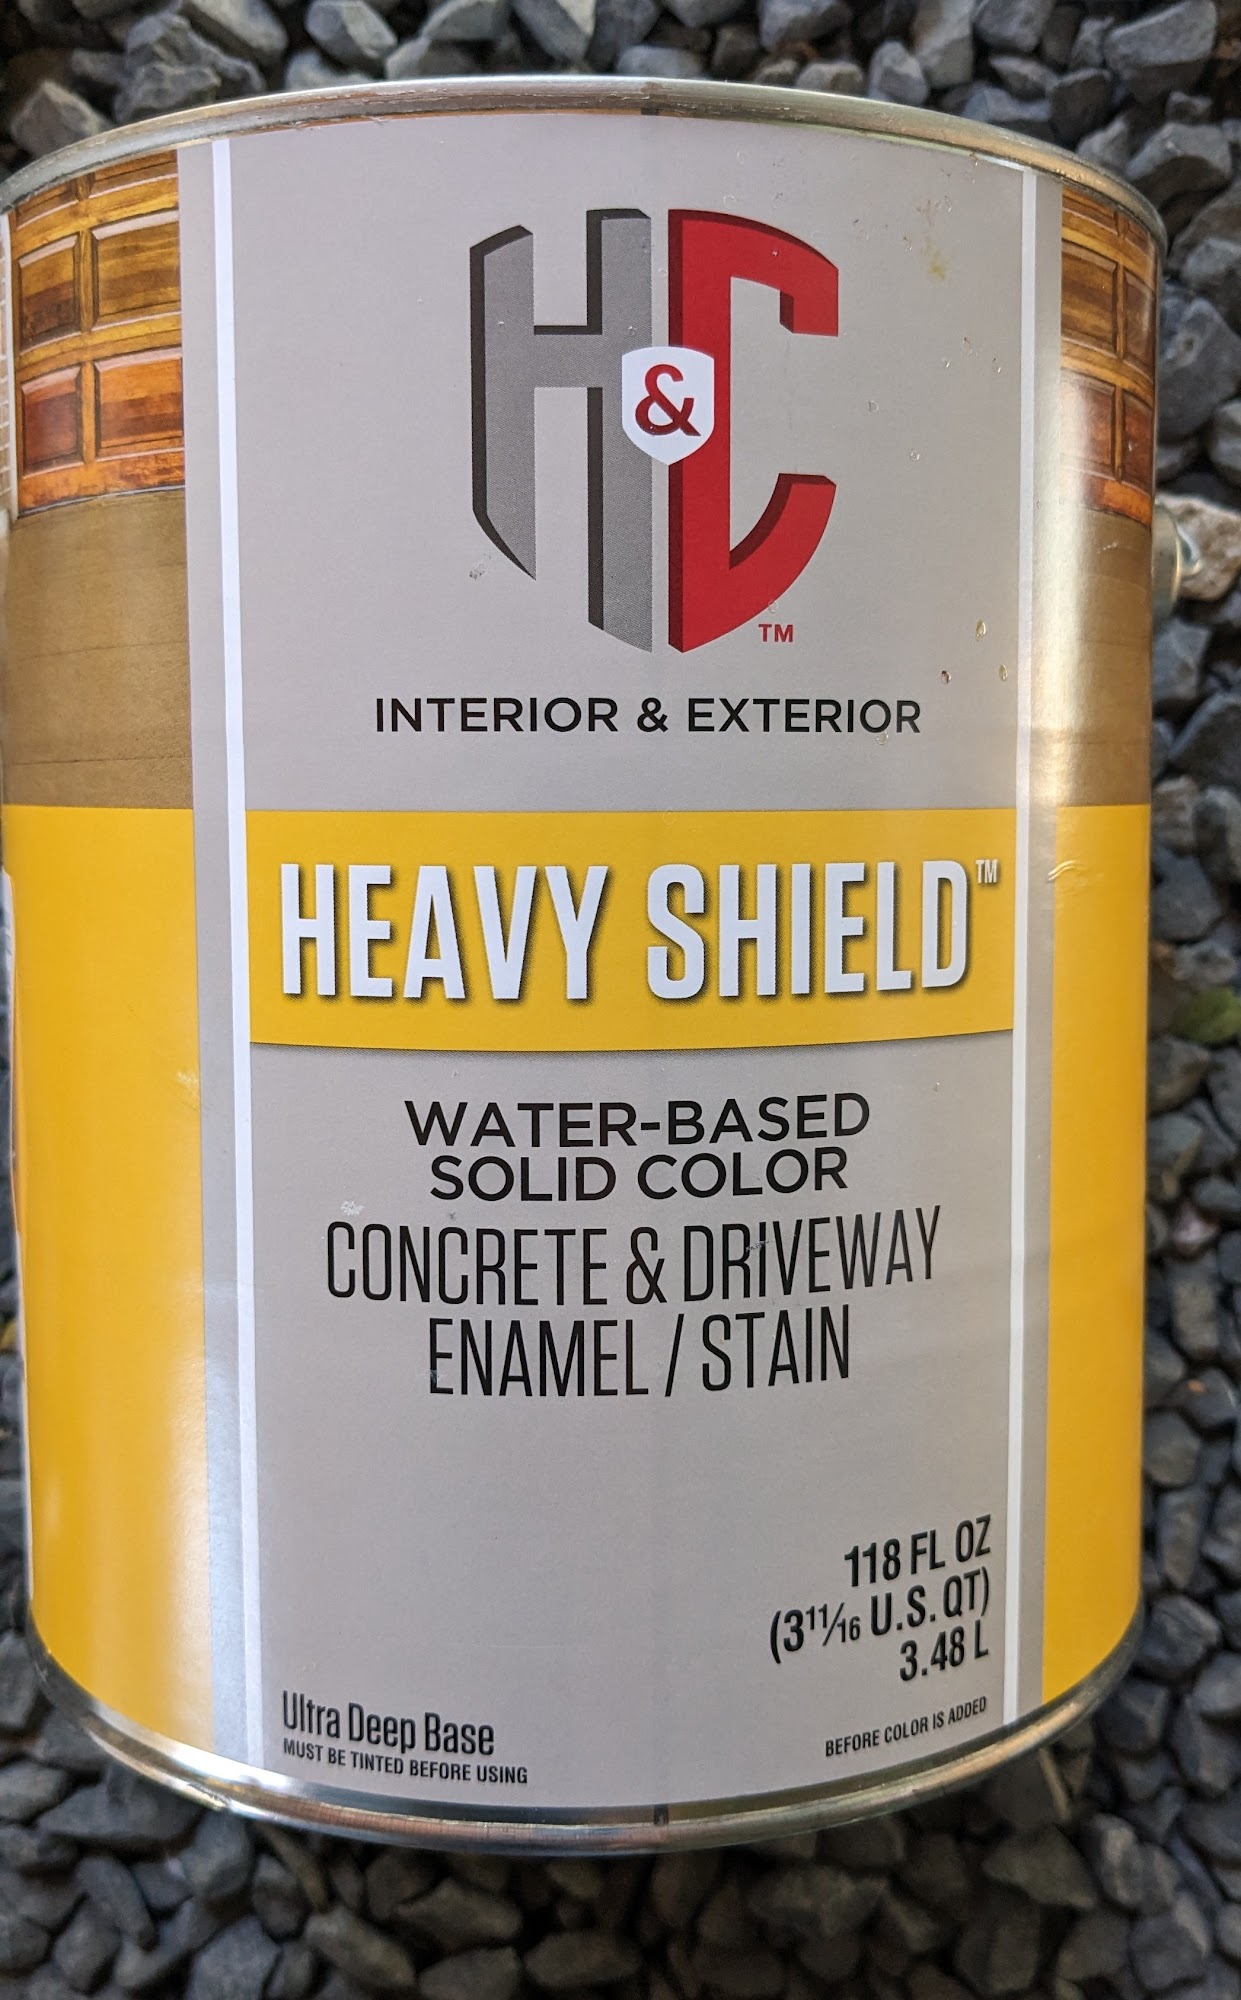 H&C™
INTERIOR & EXTERIOR
HEAVY SHIELD™
WATER-BASED
SOLID COLOR
CONCRETE & DRIVEWAY
ENAMEL / STAIN
118 FL OZ
(3 11/16 U.S. QT)
3.48 L
Ultra Deep Base
MUST BE TINTED BEFORE USING
BEFORE COLOR IS ADDED